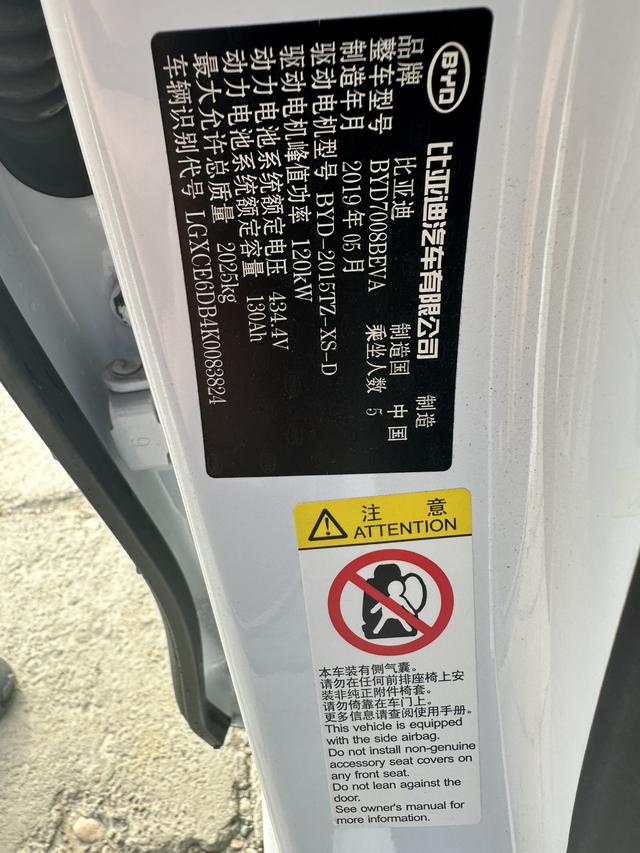 BYD 比亚迪汽车有限公司 制造
品牌 比亚迪 制造国 中国
整车型号 BYD7008BEVA 乘坐人数 5
制造年月 2019年05月
驱动电机型号 BYD-2015TZ-XS-D
驱动电机峰值功率 120kW
动力电池系统额定电压 434.4V
动力电池系统额定容量 130Ah
最大允许总质量 2025kg
车辆识别代号 LGXCE6DB4K0083824
注 意
ATTENTION
本车装有侧气囊。
请勿在任何前排座椅上安
装非纯正附件椅套。
请勿倚靠在车门上。
更多信息请查阅使用手册。
This vehicle is equipped
with the side airbag.
Do not install non-genuine
accessory seat covers on
any front seat.
Do not lean against the
door.
See owner's manual for
more information.